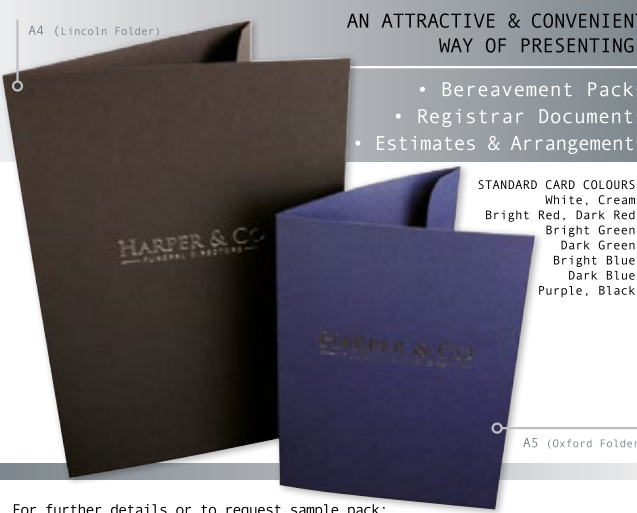 A4 (Lincoln Folder)
AN ATTRACTIVE & CONVENIENT
WAY OF PRESENTING
• Bereavement Pack
• Registrar Document
• Estimates & Arrangement
STANDARD CARD COLOURS
White, Cream
Bright Red, Dark Red
Bright Green
Dark Green
Bright Blue
Dark Blue
Purple, Black
HARPER & CO
FUNERAL DIRECTORS
HARPER & CO
A5 (Oxford Folder
For further details or to request sample pack: